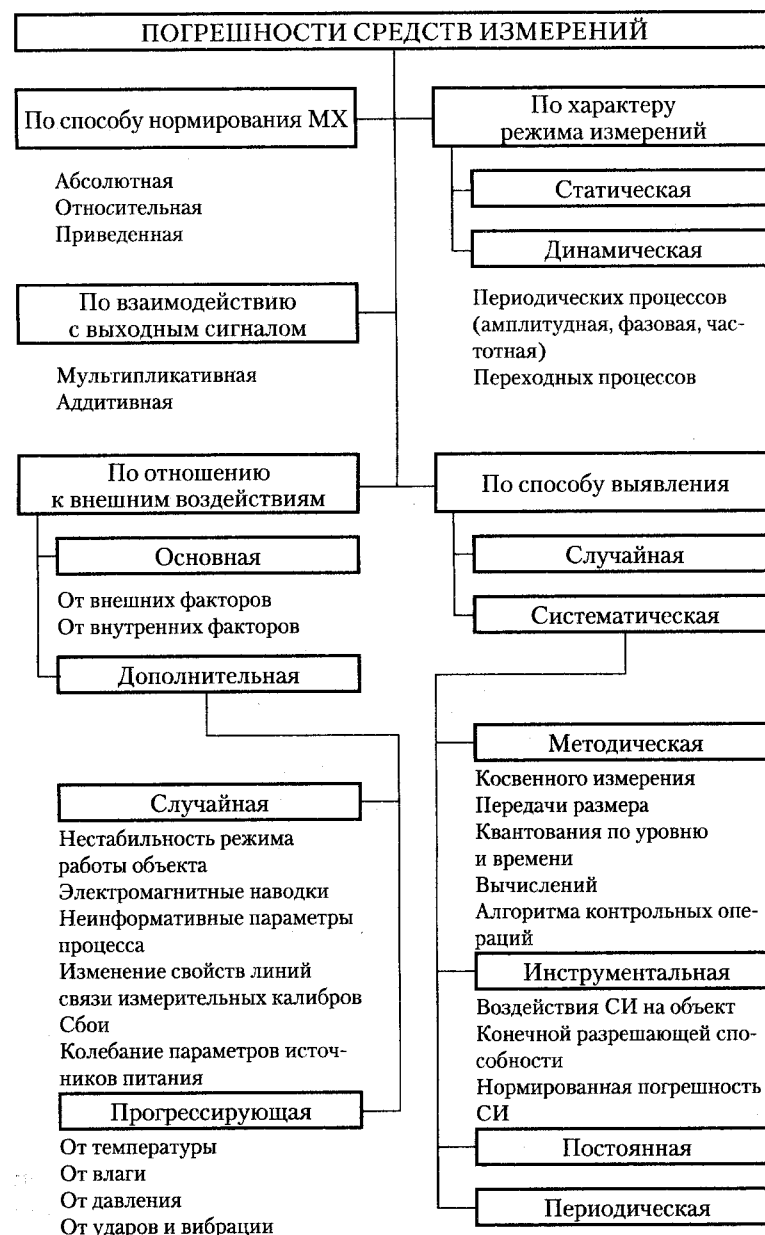 ПОГРЕШНОСТИ СРЕДСТВ ИЗМЕРЕНИЙ
По способу нормирования МХ
Абсолютная
Относительная
Приведенная
По характеру
режима измерений
Статическая
Динамическая
Периодических процессов
(амплитудная, фазовая, час-
тотная)
Переходных процессов
По взаимодействию
с выходным сигналом
Мультипликативная
Аддитивная
По отношению
к внешним воздействиям
Основная
От внешних факторов
От внутренних факторов
Дополнительная
Случайная
Нестабильность режима
работы объекта
Электромагнитные наводки
Неинформативные параметры
процесса
Изменение свойств линий
связи измерительных калибров
Сбои
Колебание параметров источ-
ников питания
Прогрессирующая
От температуры
От влаги
От давления
От ударов и вибрации
По способу выявления
Случайная
Систематическая
Методическая
Косвенного измерения
Передачи размера
Квантования по уровню
и времени
Вычислений
Алгоритма контрольных опе-
раций
Инструментальная
Воздействия СИ на объект
Конечной разрешающей спо-
собности
Нормированная погрешность
СИ
Постоянная
Периодическая